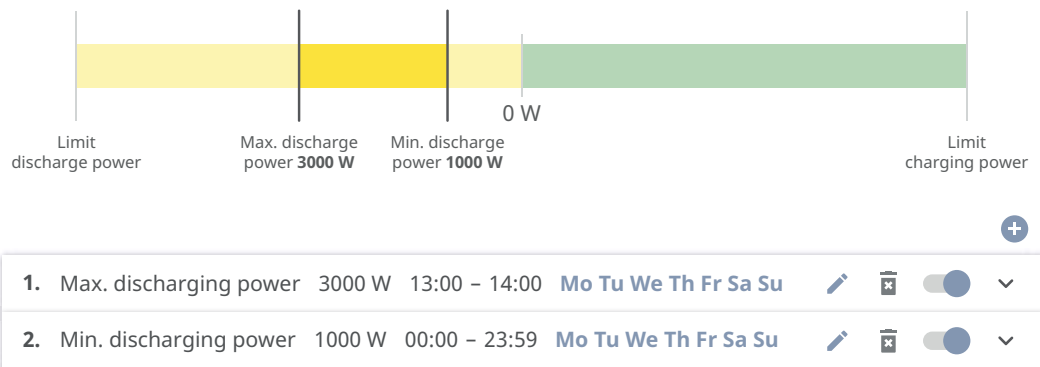 0 W
Limit
discharge power
Max. discharge
power 3000 W
Min. discharge
power 1000 W
Limit
charging power
1. Max. discharging power 3000 W 13:00 – 14:00 Mo Tu We Th Fr Sa Su
2. Min. discharging power 1000 W 00:00 – 23:59 Mo Tu We Th Fr Sa Su